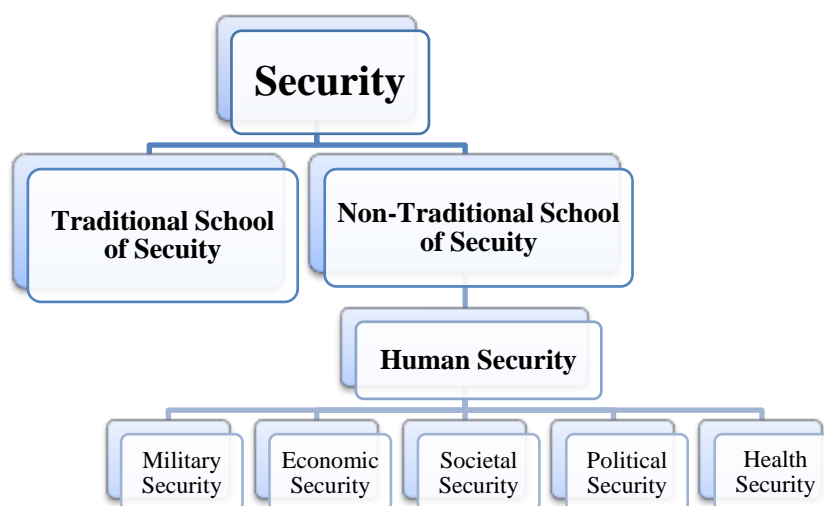 Security
Traditional School
of Secuity
Non-Traditional School
of Secuity
Human Security
Military
Security
Economic
Security
Societal
Security
Political
Security
Health
Security